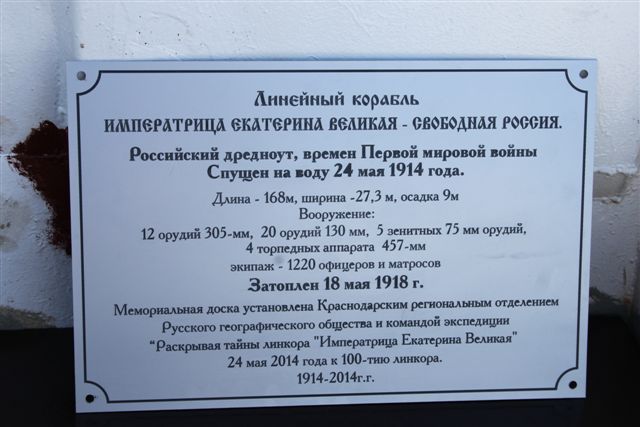 Линейный корабль
ИМПЕРАТРИЦА ЕКАТЕРИНА ВЕЛИКАЯ - СВОБОДНАЯ РОССИЯ.
Российский дредноут, времен Первой мировой войны
Спущен на воду 24 мая 1914 года.
Длина - 168м, ширина -27,3 м, осадка 9м
Вооружение:
12 орудий 305-мм, 20 орудий 130 мм, 5 зенитных 75 мм орудий,
4 торпедных аппарата 457-мм
экипаж - 1220 офицеров и матросов
Затоплен 18 мая 1918 г.
Мемориальная доска установлена Краснодарским региональным отделением
Русского географического общества и командой экспедиции
“Раскрывая тайны линкора "Императрица Екатерина Великая"
24 мая 2014 года к 100-тию линкора.
1914-2014г.г.